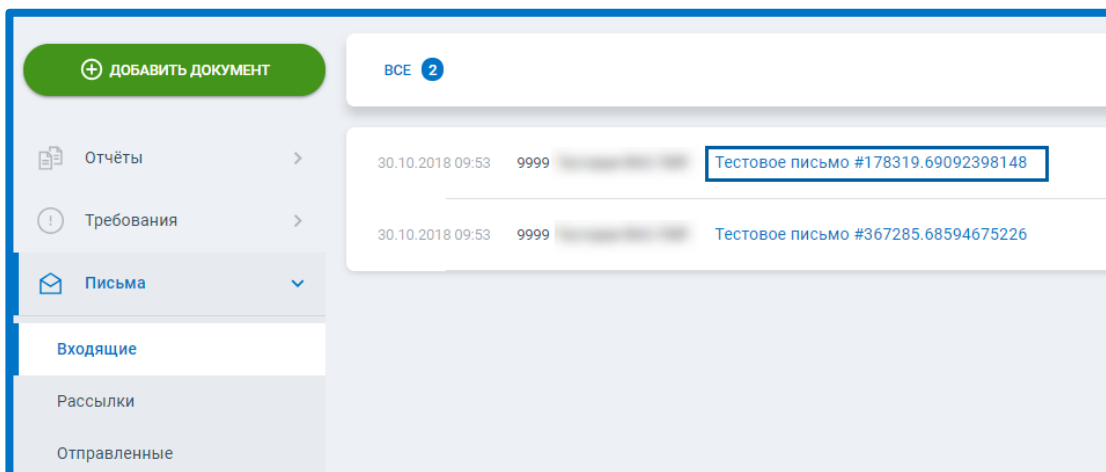 ДОБАВИТЬ ДОКУМЕНТ
ВСЕ 2
Отчёты
Требования
Письма
Входящие
Рассылки
Отправленные
30.10.2018 09:53 9999 Тестовое письмо #178319.69092398148
30.10.2018 09:53 9999 Тестовое письмо #367285.68594675226